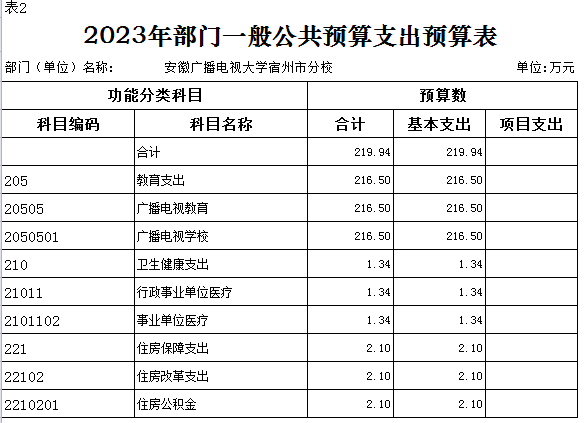 表2
2023年部门一般公共预算支出预算表
部门（单位）名称： 安徽广播电视大学宿州市分校 单位:万元
功能分类科目 预算数
科目编码 科目名称 合计 基本支出 项目支出
合计 219.94 219.94
205 教育支出 216.50 216.50
20505 广播电视教育 216.50 216.50
2050501 广播电视学校 216.50 216.50
210 卫生健康支出 1.34 1.34
21011 行政事业单位医疗 1.34 1.34
2101102 事业单位医疗 1.34 1.34
221 住房保障支出 2.10 2.10
22102 住房改革支出 2.10 2.10
2210201 住房公积金 2.10 2.10